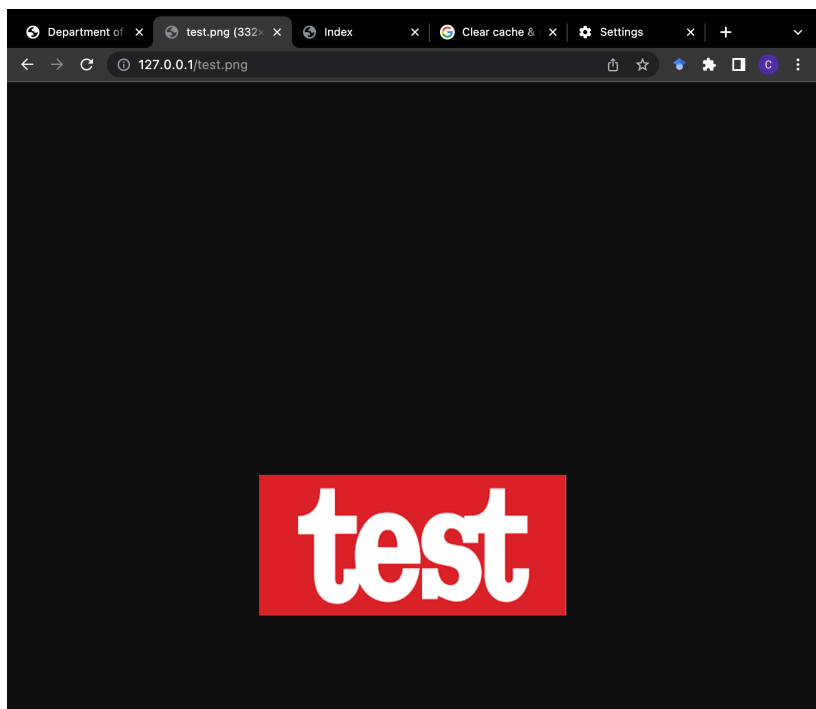 Department of
test.png (332×
Index
Clear cache &
Settings
127.0.0.1/test.png
C
test